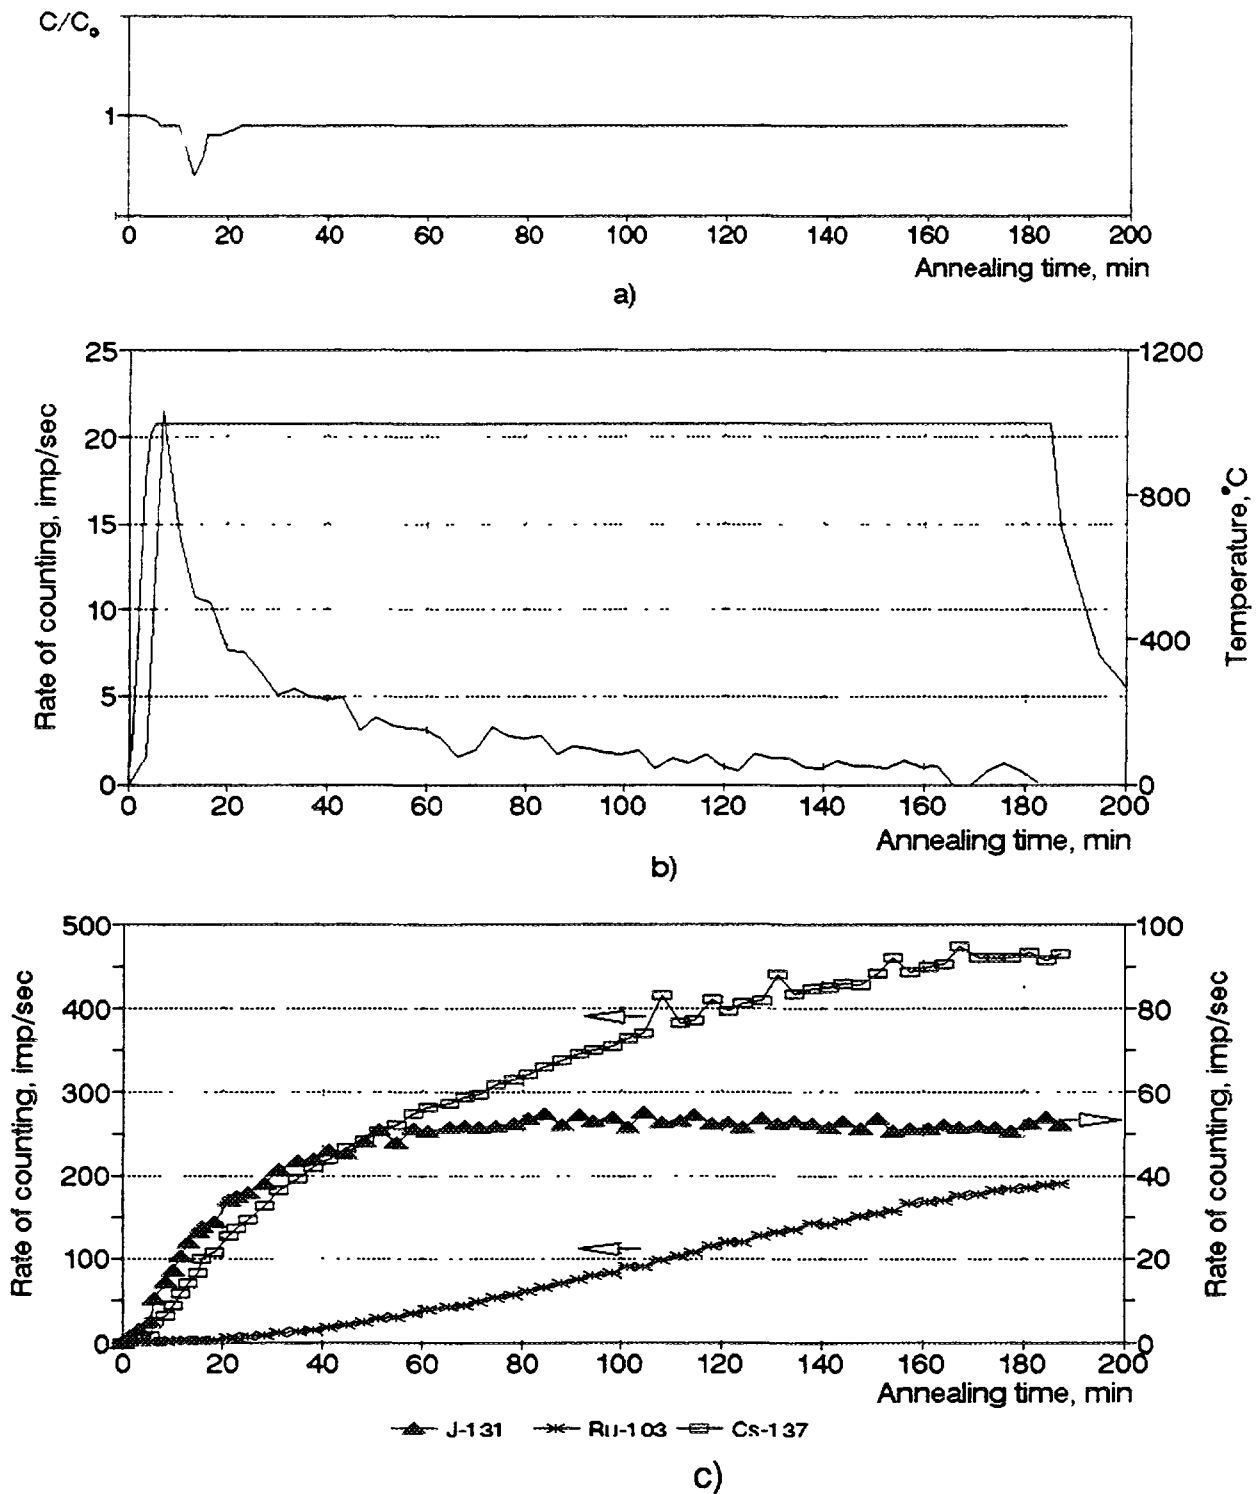 C/C₀
1
0 20 40 60 80 100 120 140 160 180 200
Annealing time, min
a)
25 1200
20
15 800
10
400
5
0 0
0 20 40 60 80 100 120 140 160 180 200
Rate of counting, imp/sec
Temperature, °C
Annealing time, min
b)
500 100
400 80
300 60
200 40
100 20
0 0
0 20 40 60 80 100 120 140 160 180 200
Rate of counting, imp/sec
Rate of counting, imp/sec
Annealing time, min
J-131 Ru-103 Cs-137
c)